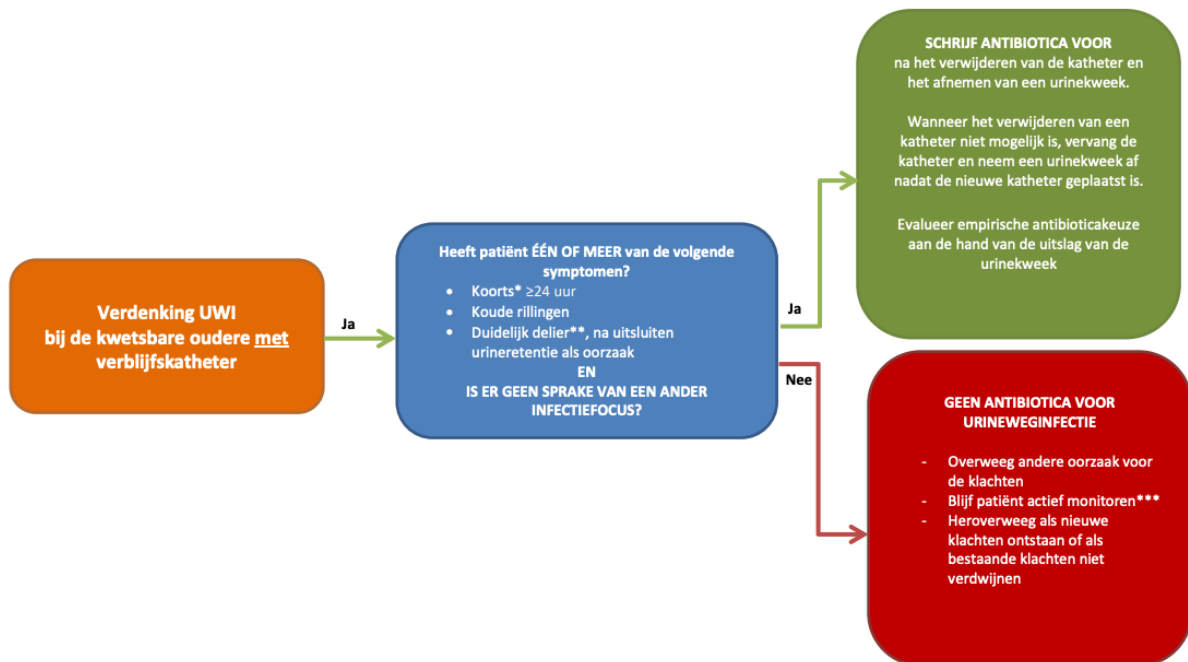 Verdenking UWI
bij de kwetsbare oudere met
verblijfskatheter
Ja
Heeft patiënt ÉÉN OF MEER van de volgende
symptomen?
• Koorts* ≥24 uur
• Koude rillingen
• Duidelijk delier**, na uitsluiten
urineretentie als oorzaak
EN
IS ER GEEN SPRAKE VAN EEN ANDER
INFECTIEFOCUS?
Ja
SCHRIJF ANTIBIOTICA VOOR
na het verwijderen van de katheter en
het afnemen van een urinekweek.
Wanneer het verwijderen van een
katheter niet mogelijk is, vervang de
katheter en neem een urinekweek af
nadat de nieuwe katheter geplaatst is.
Evalueer empirische antibioticakeuze
aan de hand van de uitslag van de
urinekweek
Nee
GEEN ANTIBIOTICA VOOR
URINEWEGINFECTIE
- Overweeg andere oorzaak voor
de klachten
- Blijf patiënt actief monitoren***
- Heroverweeg als nieuwe
klachten ontstaan of als
bestaande klachten niet
verdwijnen